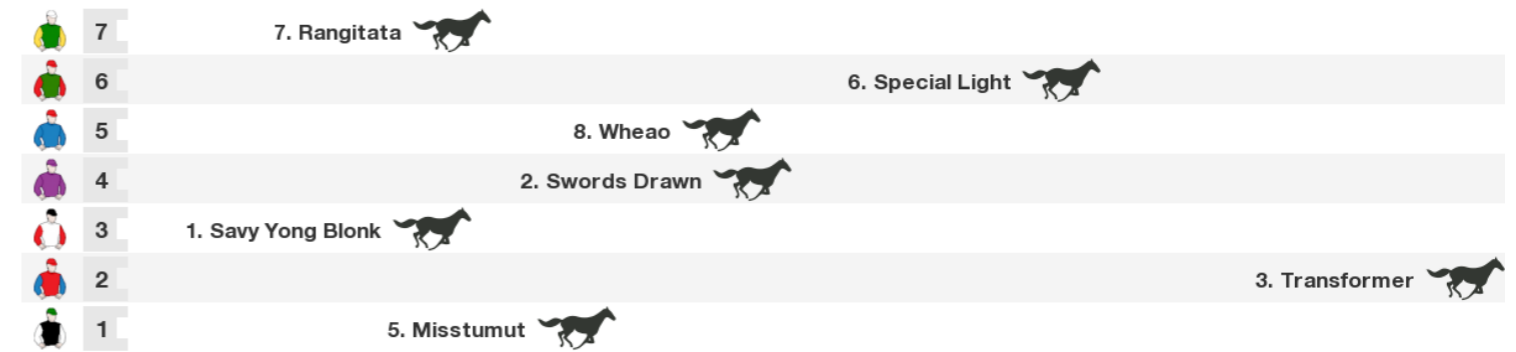 7 7. Rangitata
6 6. Special Light
5 8. Wheao
4 2. Swords Drawn
3 1. Savy Yong Blonk
2 3. Transformer
1 5. Misstumut